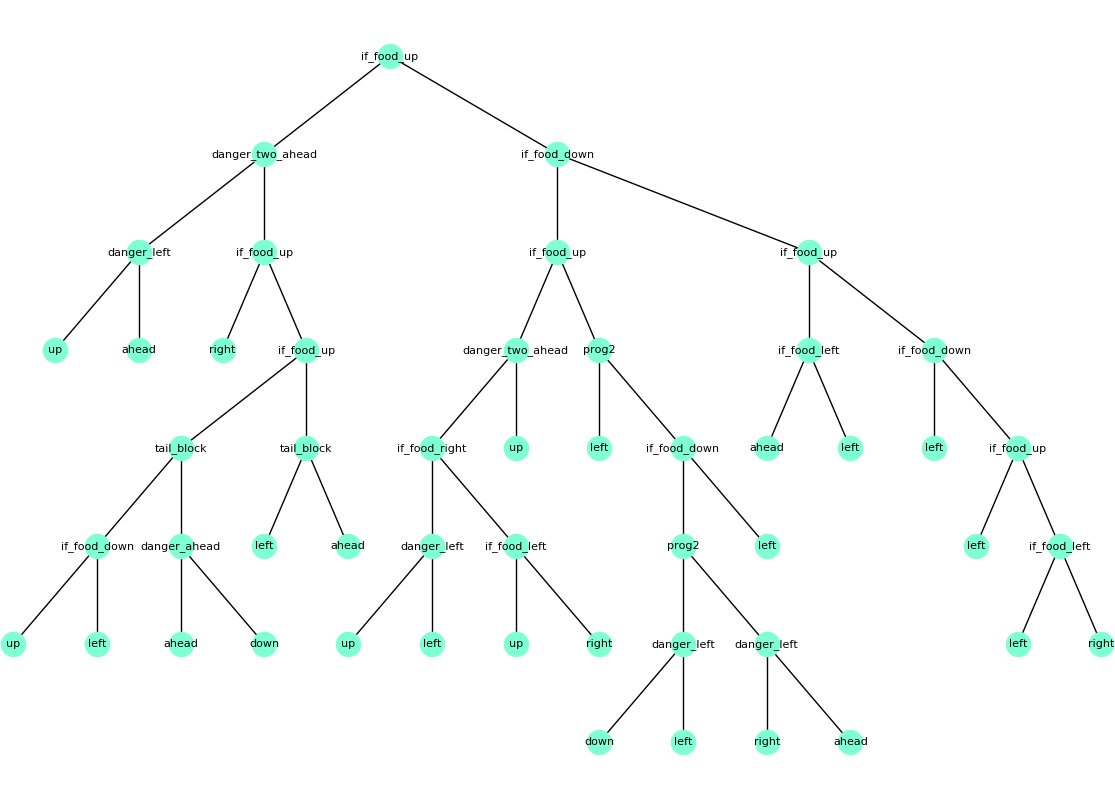 if_food_up
danger_two_ahead if_food_down
danger_left if_food_up if_food_up if_food_up
up ahead right if_food_up danger_two_ahead prog2 if_food_left if_food_down
tail_block tail_block if_food_right up left if_food_down ahead left left if_food_up
if_food_down danger_ahead left ahead danger_left if_food_left prog2 left left if_food_left
up left ahead down up left up right danger_left danger_left left right
down left right ahead